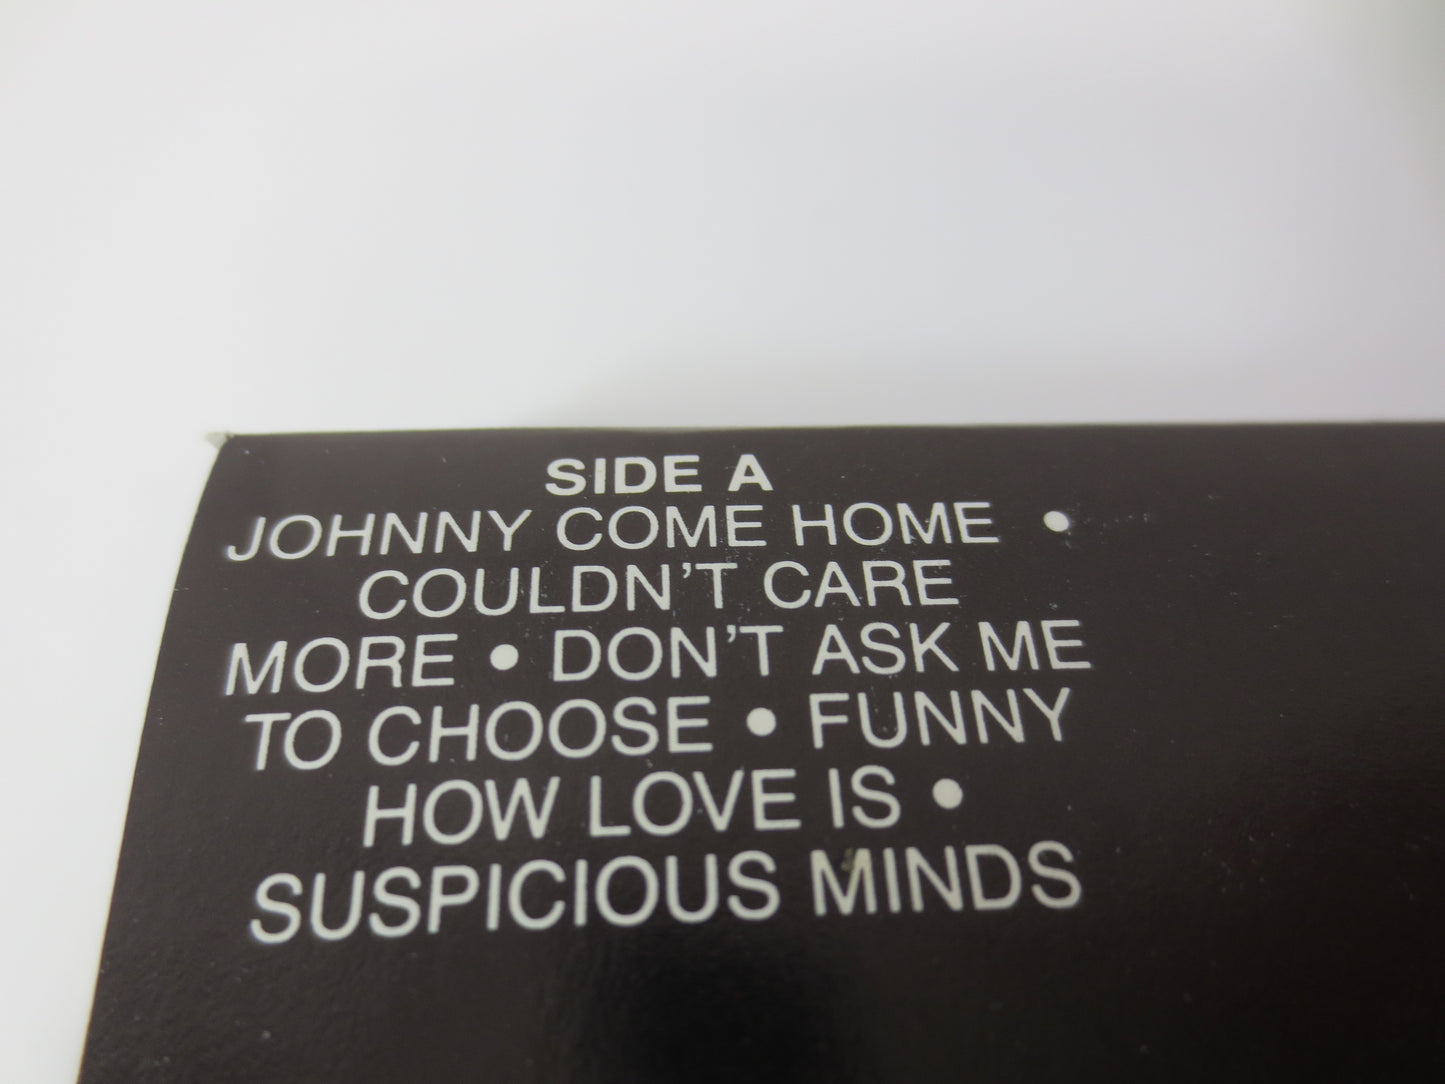 SIDE A
JOHNNY COME HOME •
COULDN'T CARE
MORE • DON'T ASK ME
TO CHOOSE • FUNNY
HOW LOVE IS •
SUSPICIOUS MINDS